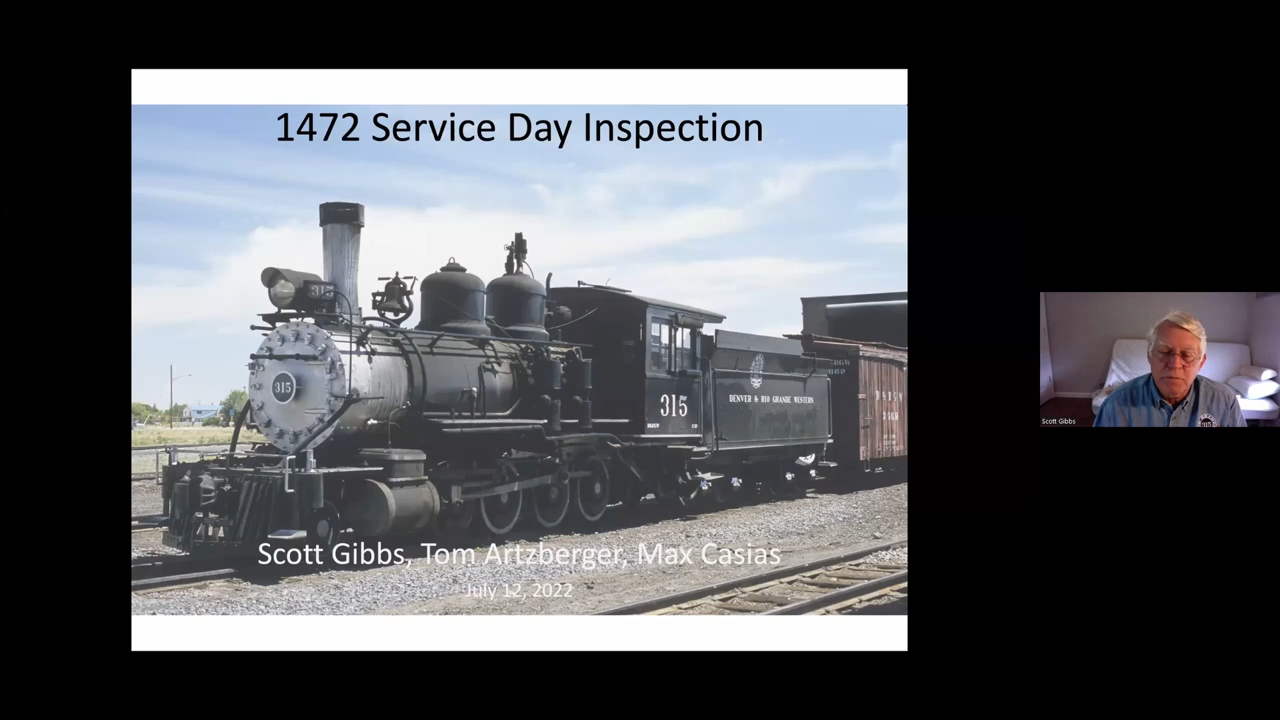 1472 Service Day Inspection
315
315
315
DENVER & RIO GRANDE WESTERN
Scott Gibbs, Tom Artzberger, Max Casias
July 12, 2022
Scott Gibbs